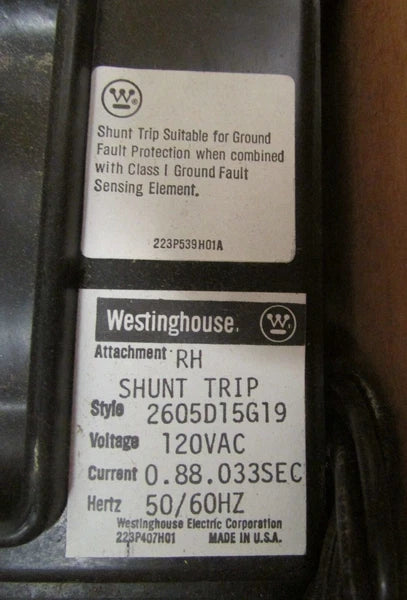 W
Shunt Trip Suitable for Ground
Fault Protection when combined
with Class I Ground Fault
Sensing Element.
223P539H01A
Westinghouse W
Attachment RH
SHUNT TRIP
Style 2605D15G19
Voltage 120VAC
Current 0.88.033SEC
Hertz 50/60HZ
Westinghouse Electric Corporation
223P407H01 MADE IN U.S.A.